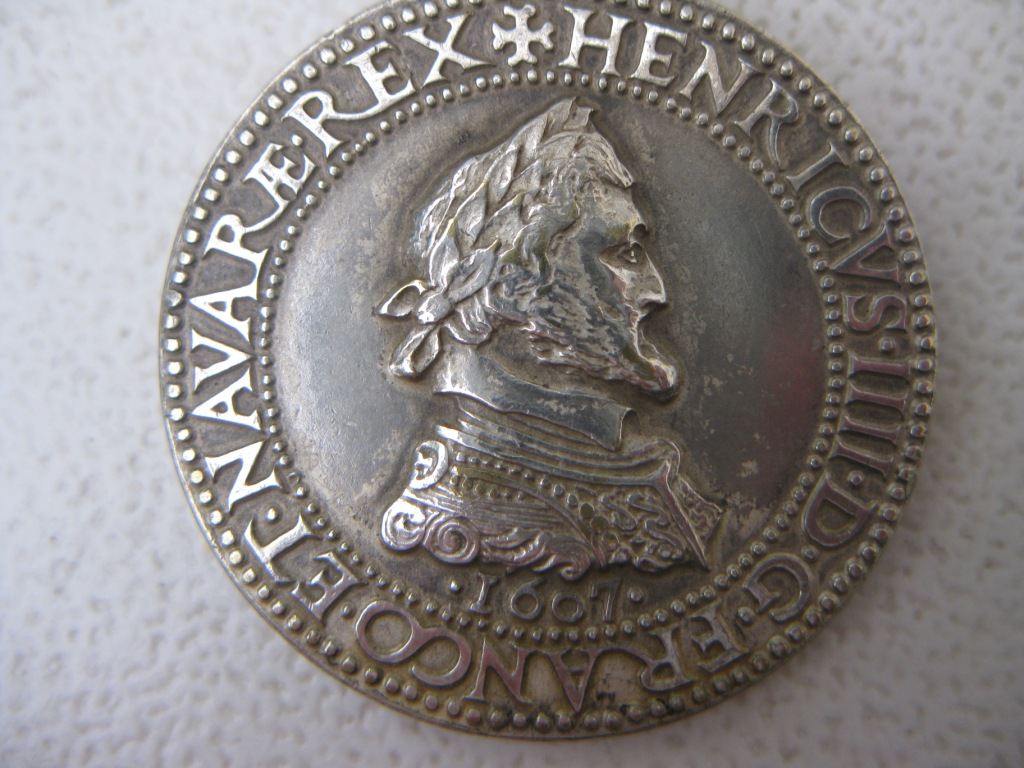 ✠ HENRICVS·IIII·D·G·FRANCO·ET·NAVARÆ·REX
·1607·